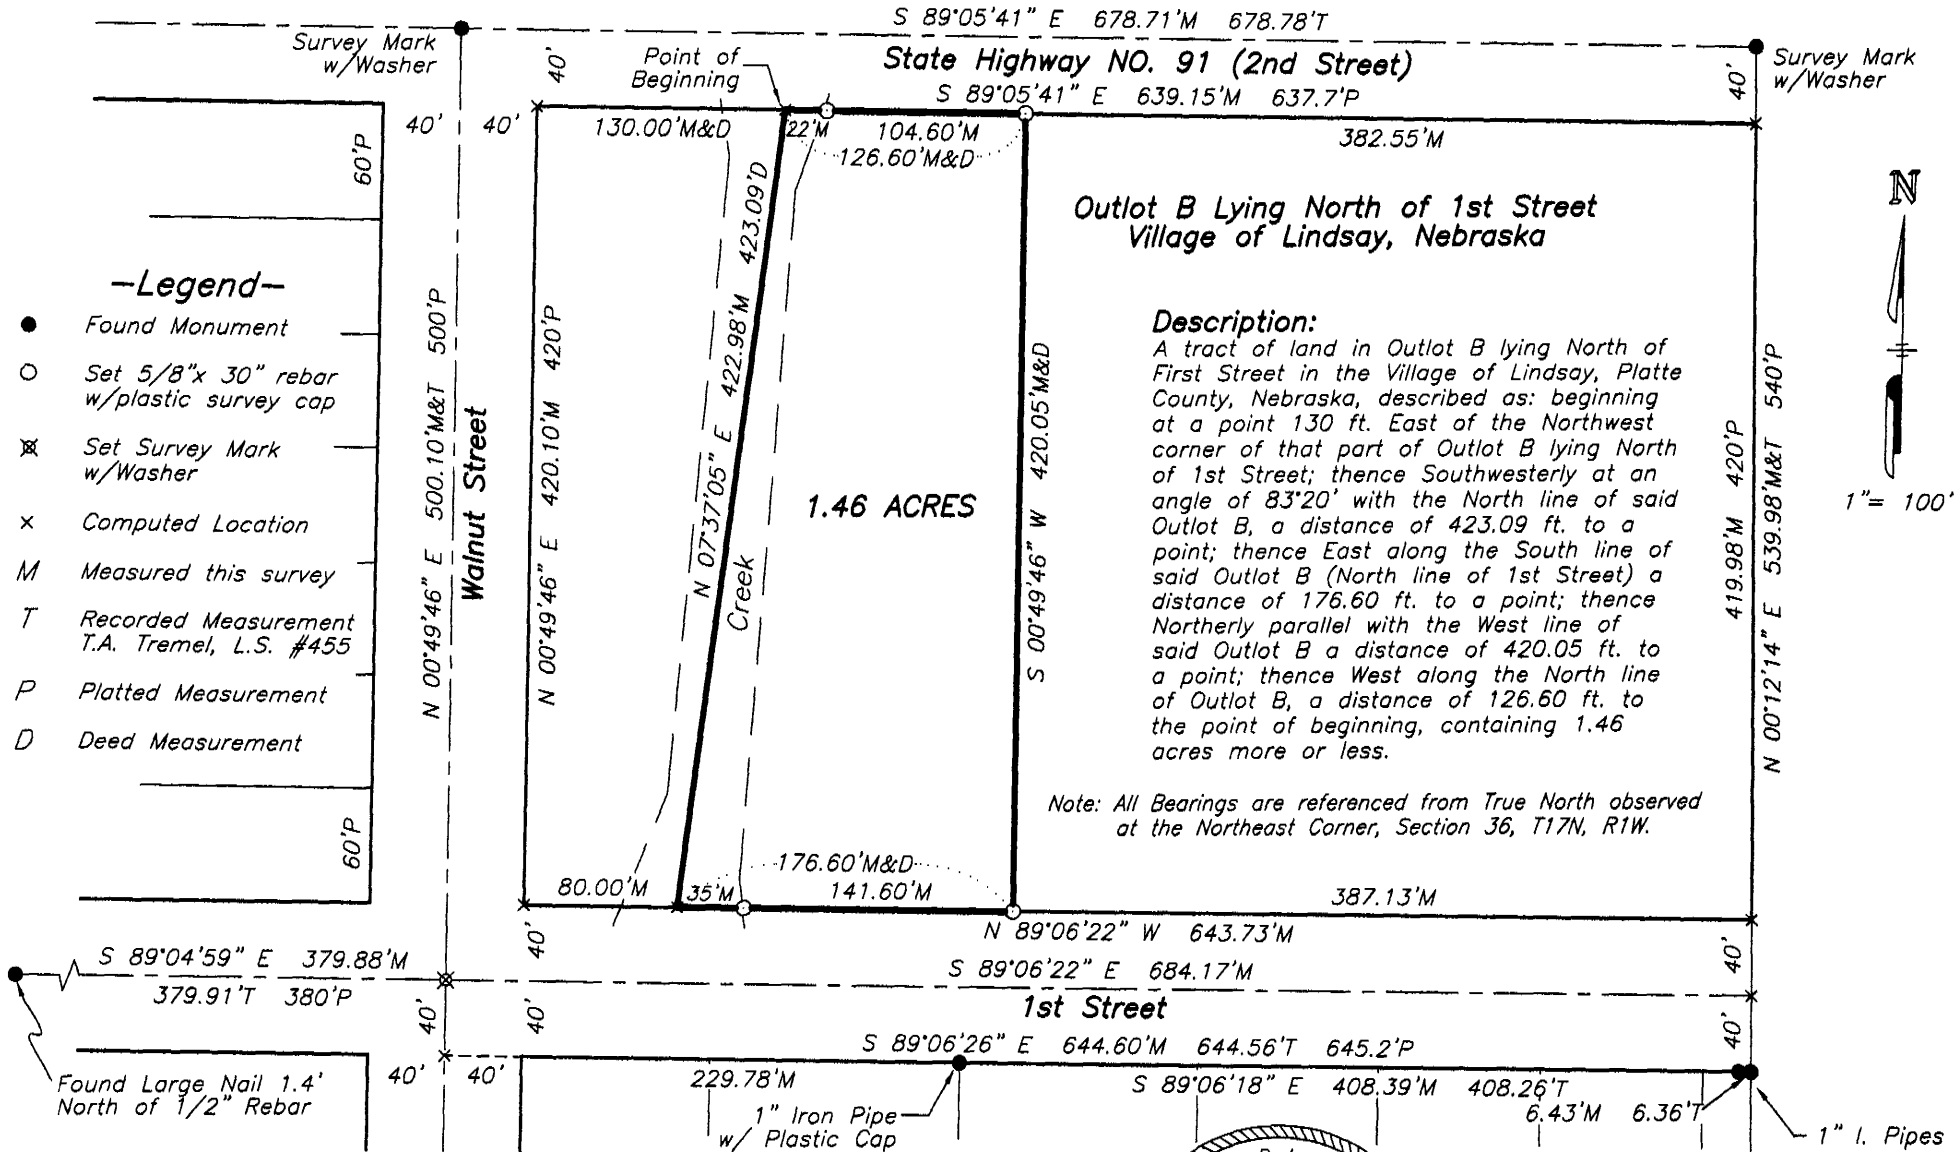 S 89°05'41" E 678.71'M 678.78'T
Survey Mark
w/Washer
Point of
Beginning
State Highway NO. 91 (2nd Street)
S 89°05'41" E 639.15'M 637.7'P
Survey Mark
w/Washer
40'
40'
40'
40'
60'P
130.00'M&D
22'M
104.60'M
126.60'M&D
382.55'M
N
1"= 100'
Outlot B Lying North of 1st Street
Village of Lindsay, Nebraska
—Legend—
Found Monument
Set 5/8"x 30" rebar
w/plastic survey cap
Set Survey Mark
w/Washer
x Computed Location
M Measured this survey
T Recorded Measurement
T.A. Tremel, L.S. #455
P Platted Measurement
D Deed Measurement
60'P
N 00°49'46" E 500.10'M&T 500'P
Walnut Street
N 00°49'46" E 420.10'M 420'P
N 07°37'05" E 422.98'M 423.09'D
Creek
1.46 ACRES
S 00°49'46" W 420.05'M&D
Description:
A tract of land in Outlot B lying North of
First Street in the Village of Lindsay, Platte
County, Nebraska, described as: beginning
at a point 130 ft. East of the Northwest
corner of that part of Outlot B lying North
of 1st Street; thence Southwesterly at an
angle of 83°20' with the North line of said
Outlot B, a distance of 423.09 ft. to a
point; thence East along the South line of
said Outlot B (North line of 1st Street) a
distance of 176.60 ft. to a point; thence
Northerly parallel with the West line of
said Outlot B a distance of 420.05 ft. to
a point; thence West along the North line
of Outlot B, a distance of 126.60 ft. to
the point of beginning, containing 1.46
acres more or less.
Note: All Bearings are referenced from True North observed
at the Northeast Corner, Section 36, T17N, R1W.
419.98'M 420'P
N 00°12'14" E 539.98'M&T 540'P
80.00'M
35'M
176.60'M&D
141.60'M
387.13'M
N 89°06'22" W 643.73'M
40'
40'
S 89°04'59" E 379.88'M
379.91'T 380'P
S 89°06'22" E 684.17'M
1st Street
40'
40'
40'
S 89°06'26" E 644.60'M 644.56'T 645.2'P
40'
40'
229.78'M
S 89°06'18" E 408.39'M 408.26'T
6.43'M 6.36'T
Found Large Nail 1.4'
North of 1/2" Rebar
1" Iron Pipe
w/ Plastic Cap
1" I. Pipes